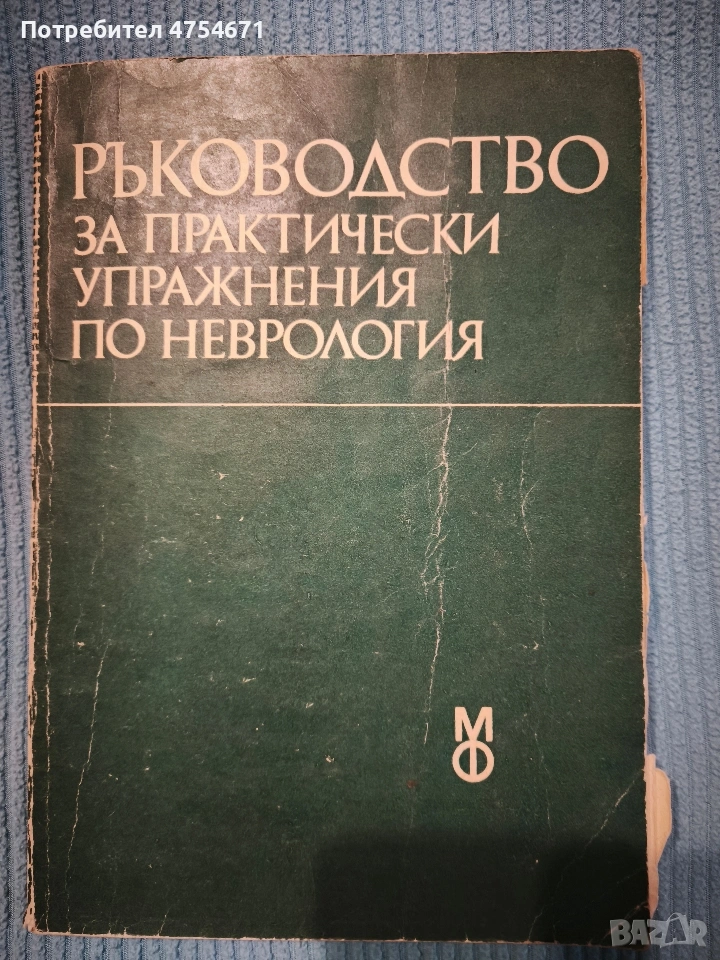 Потребител 4754671
РЪКОВОДСТВО
ЗА ПРАКТИЧЕСКИ
УПРАЖНЕНИЯ
ПО НЕВРОЛОГИЯ
М
Ф
BAZAR